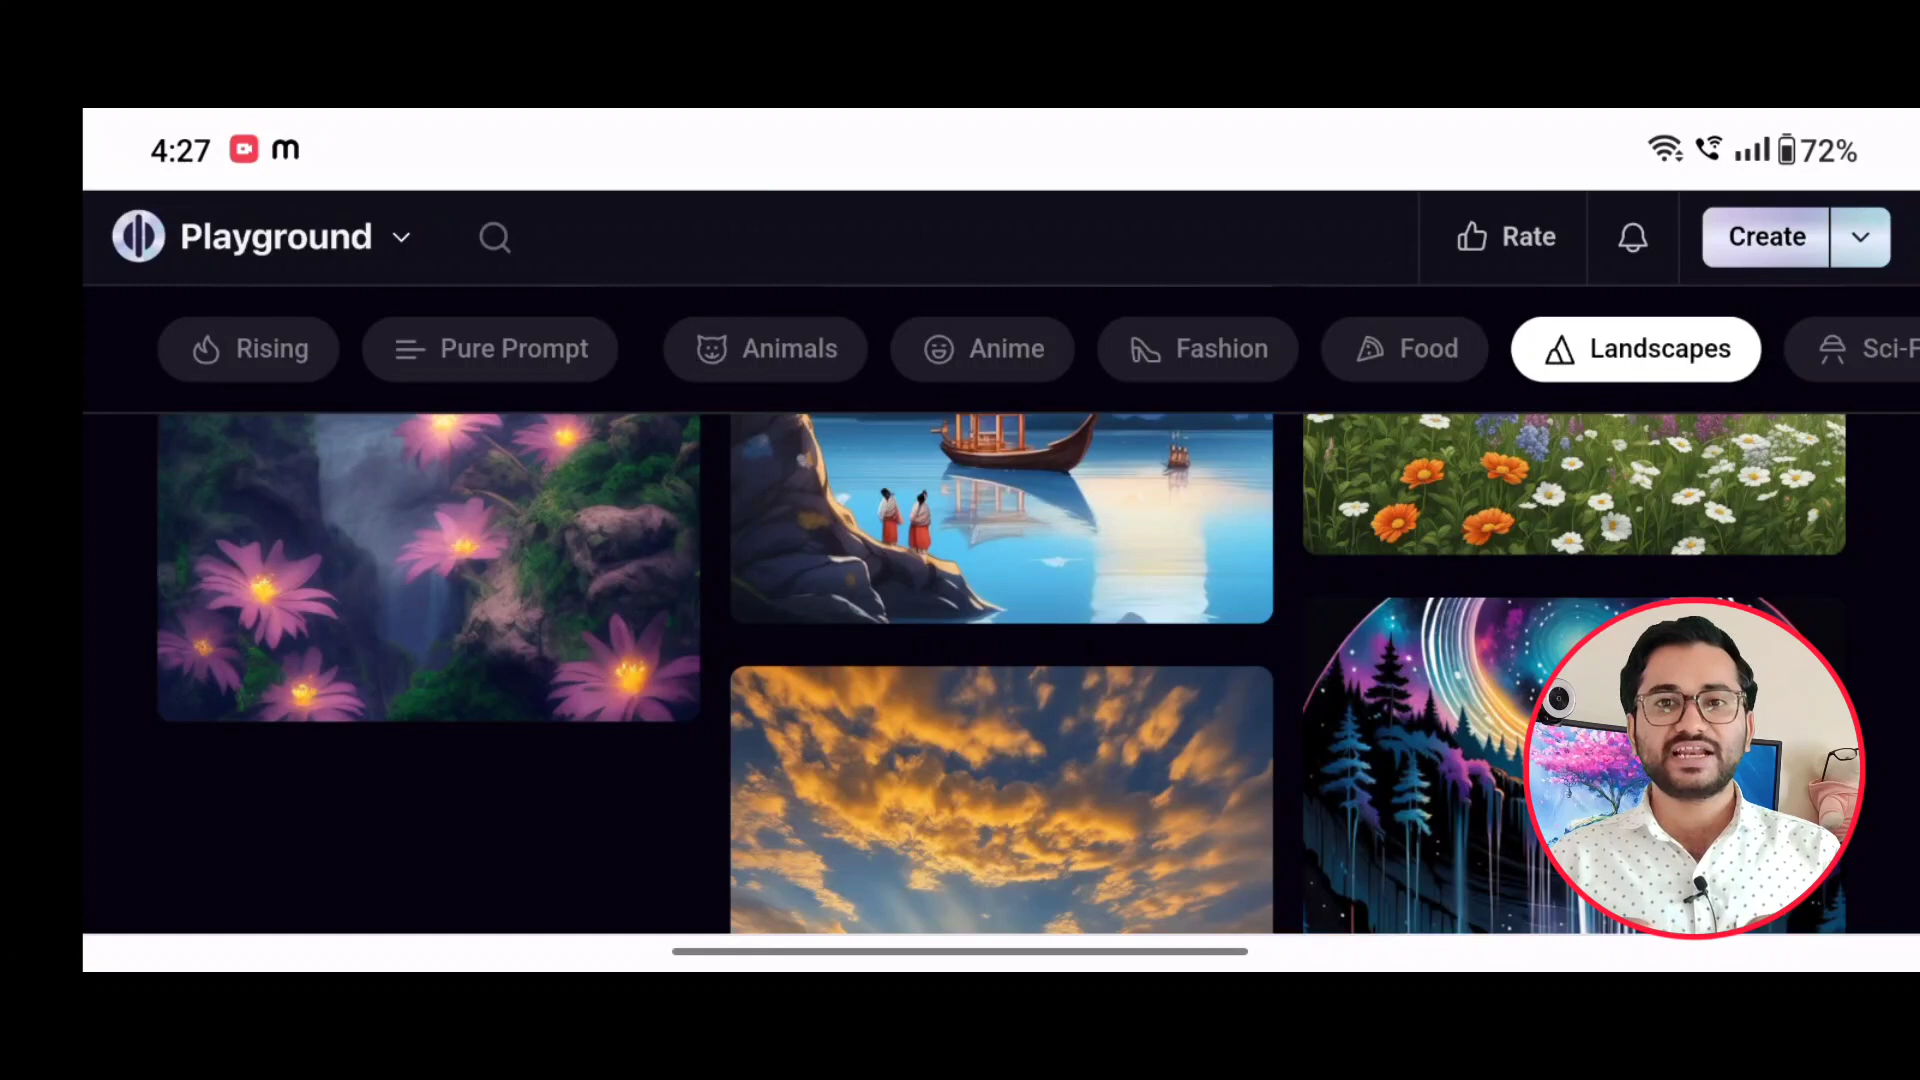 4:27 m 72%
Playground Rate Create
Rising Pure Prompt Animals Anime Fashion Food Landscapes Sci-F